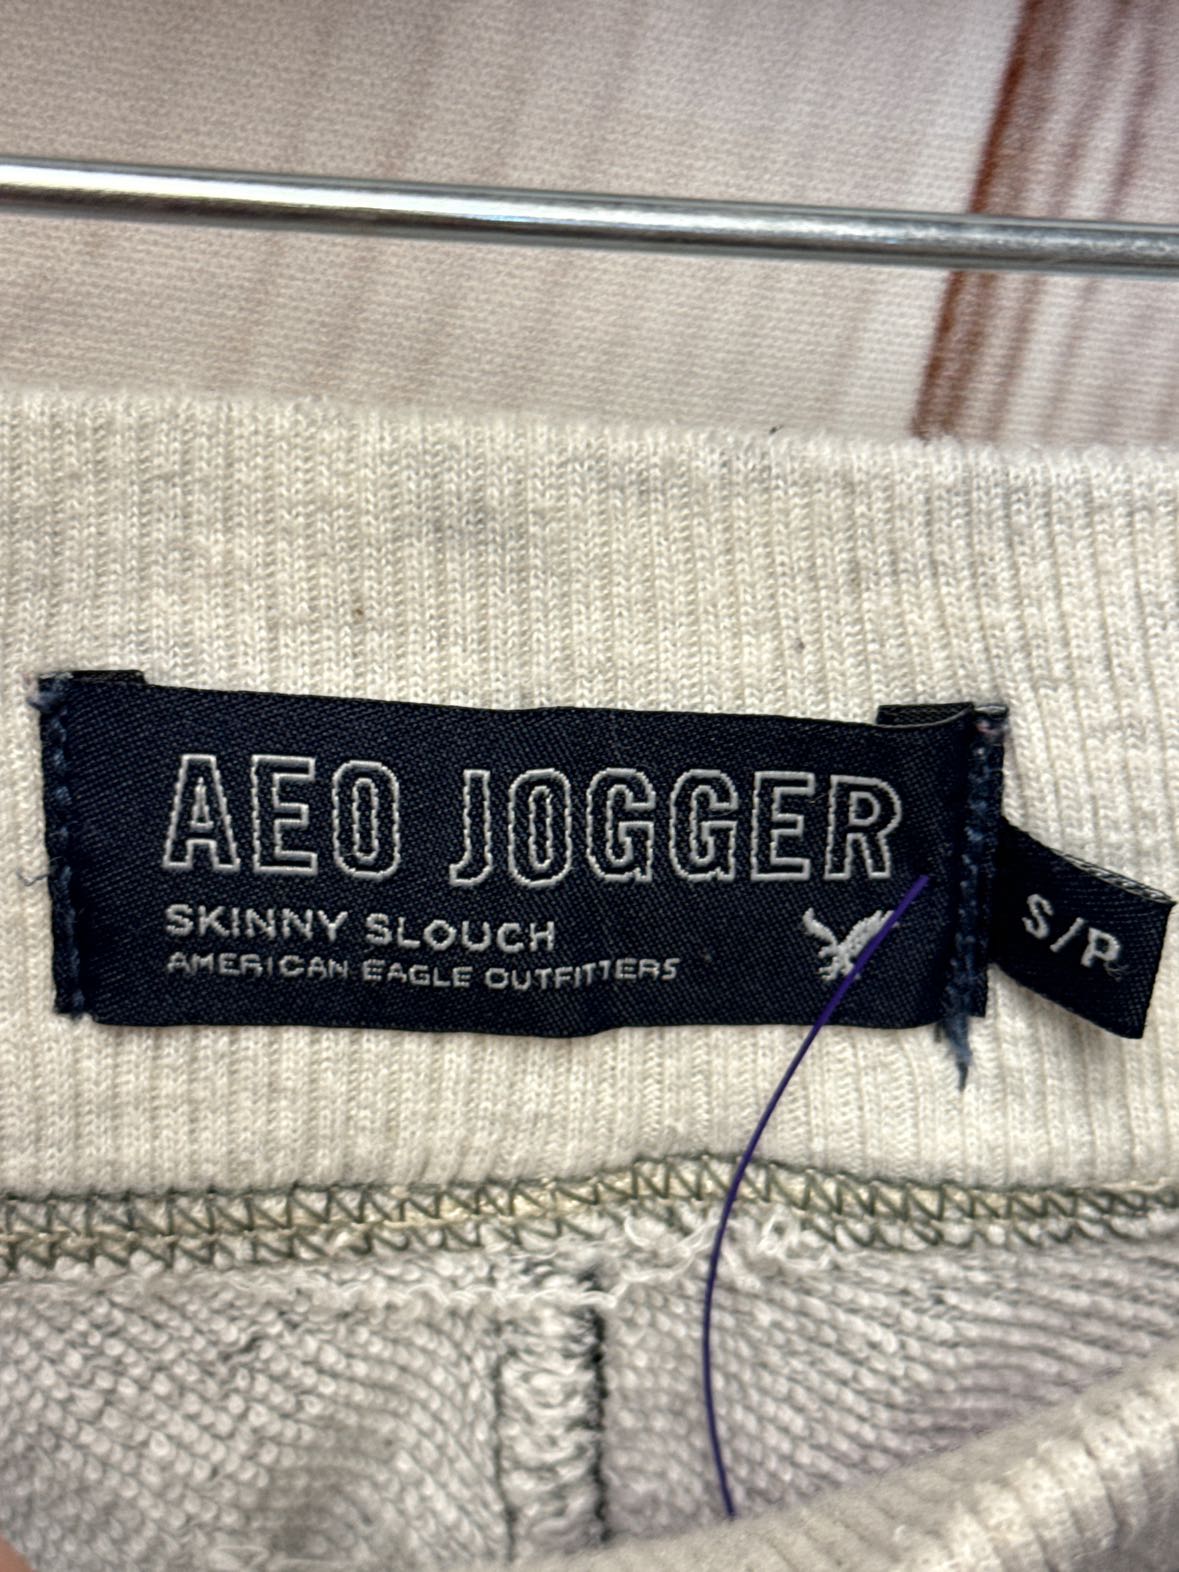 AEO JOGGER
SKINNY SLOUCH
AMERICAN EAGLE OUTFITTERS
S/P